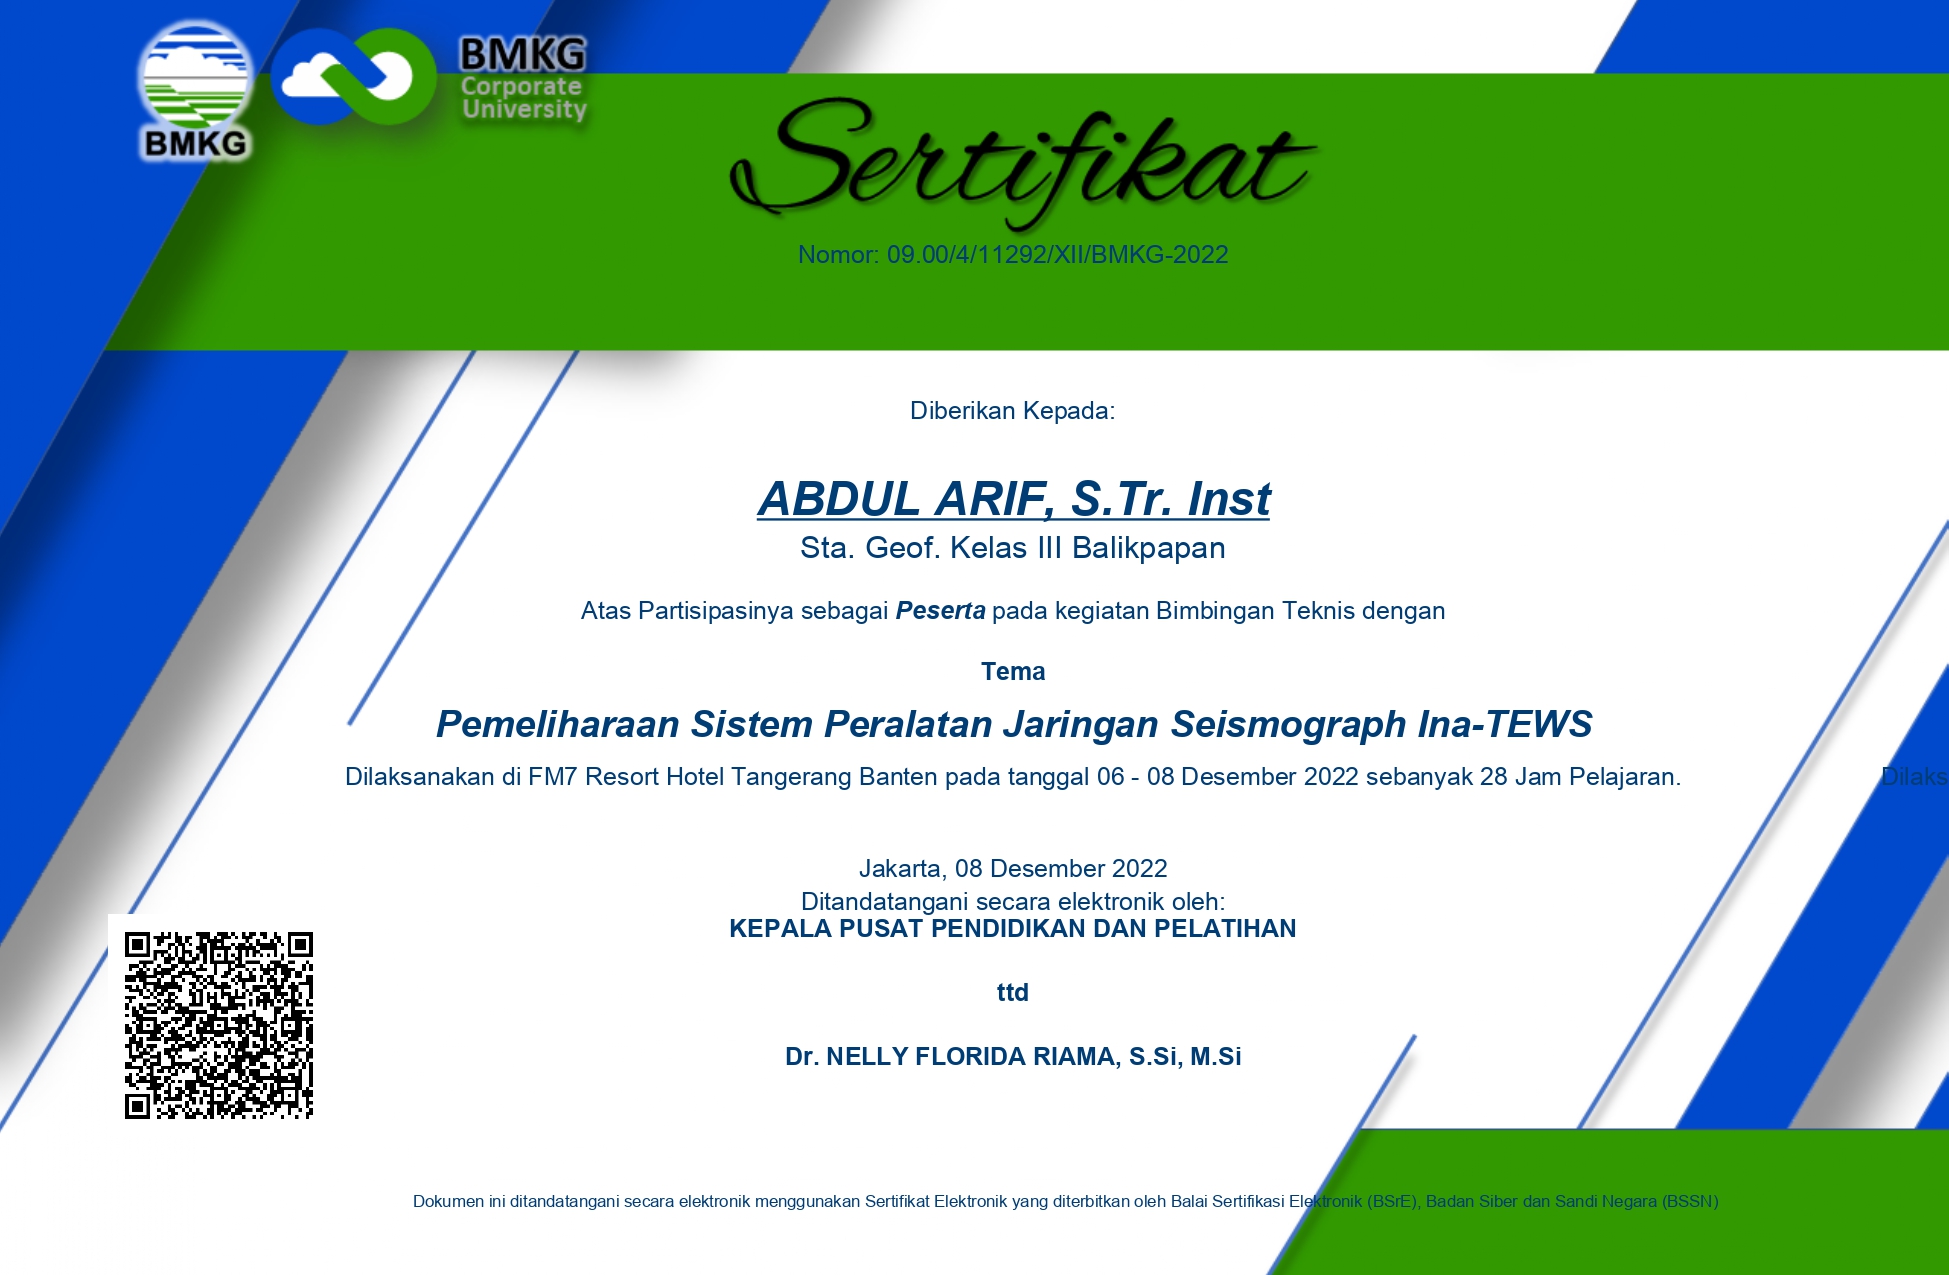 BMKG
BMKG
Corporate
University
Sertifikat
Nomor: 09.00/4/11292/XII/BMKG-2022
Diberikan Kepada:
ABDUL ARIF, S.Tr. Inst
Sta. Geof. Kelas III Balikpapan
Atas Partisipasinya sebagai Peserta pada kegiatan Bimbingan Teknis dengan
Tema
Pemeliharaan Sistem Peralatan Jaringan Seismograph Ina-TEWS
Dilaksanakan di FM7 Resort Hotel Tangerang Banten pada tanggal 06 - 08 Desember 2022 sebanyak 28 Jam Pelajaran.
Dilaks
Jakarta, 08 Desember 2022
Ditandatangani secara elektronik oleh:
KEPALA PUSAT PENDIDIKAN DAN PELATIHAN
ttd
Dr. NELLY FLORIDA RIAMA, S.Si, M.Si
Dokumen ini ditandatangani secara elektronik menggunakan Sertifikat Elektronik yang diterbitkan oleh Balai Sertifikasi Elektronik (BSrE), Badan Siber dan Sandi Negara (BSSN)